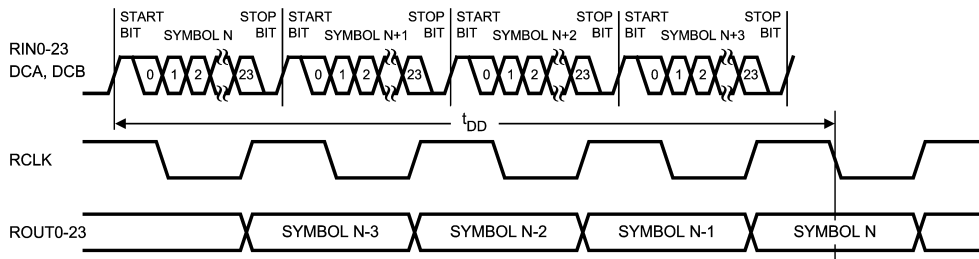 START STOP START STOP START STOP START STOP
BIT SYMBOL N BIT BIT SYMBOL N+1 BIT BIT SYMBOL N+2 BIT BIT SYMBOL N+3 BIT
RIN0-23
DCA, DCB
0 1 2 23 0 1 2 23 0 1 2 23 0 1 2 23
tDD
RCLK
ROUT0-23 SYMBOL N-3 SYMBOL N-2 SYMBOL N-1 SYMBOL N